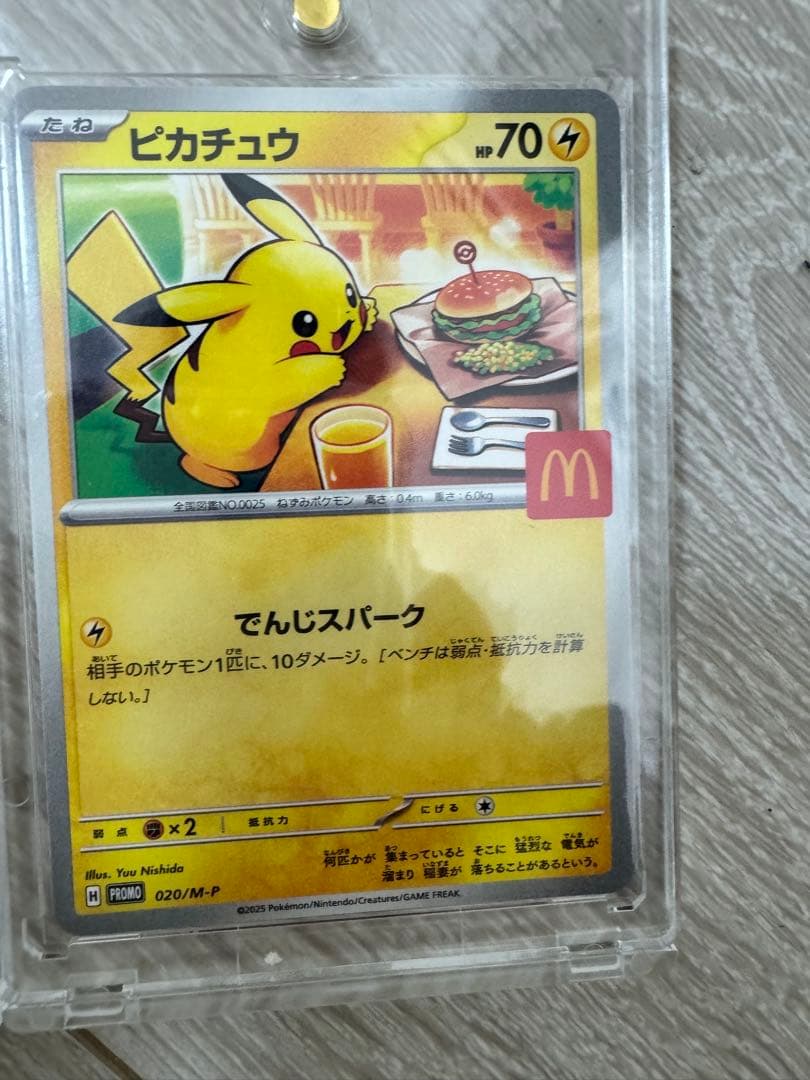 たね
ピカチュウ
HP 70
全国図鑑NO.0025 ねずみポケモン 高さ:0.4m 重さ:6.0kg
でんじスパーク
相手のポケモン1匹に、10ダメージ。[ベンチは弱点・抵抗力を計算
しない。]
弱点 ×2 抵抗力 にげる
Illus. Yuu Nishida
何匹かが 集まっていると そこに 猛烈な 電気が
溜まり 稲妻が 落ちることがあるという。
H PROMO 020/M-P
©2025 Pokémon/Nintendo/Creatures/GAME FREAK